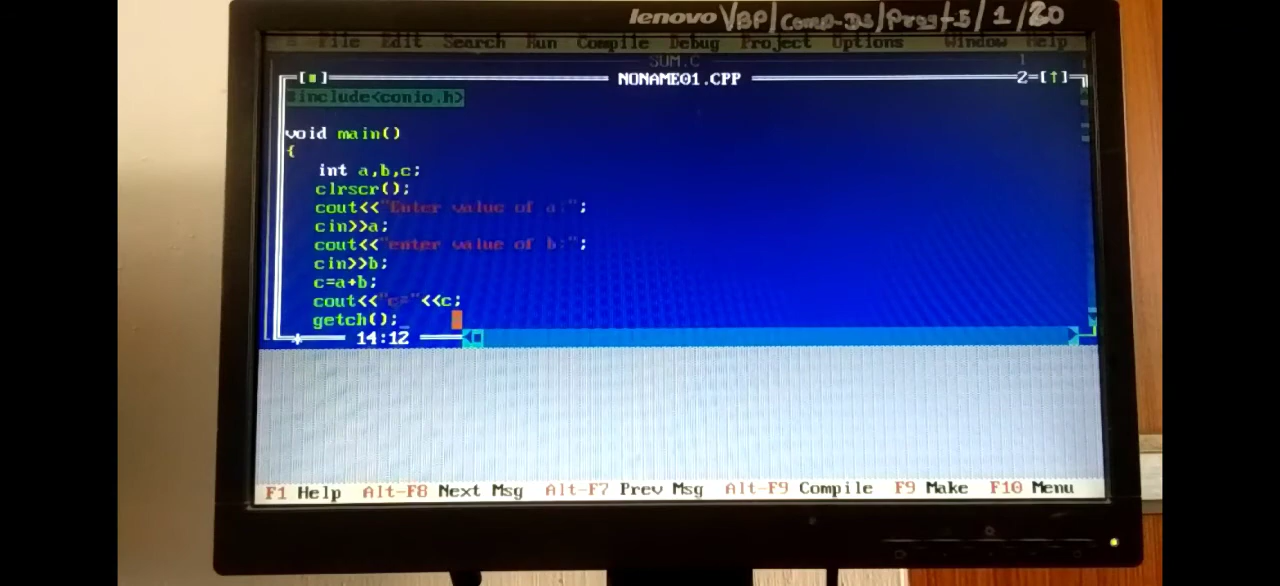 lenovo VBP/Comp-Ds/Prog-5/1/20
≡ File Edit Search Run Compile Debug Project Options Window Help
SUM.C 1
[■] NONAME01.CPP 2=[↑]
#include<conio.h>
void main()
{
int a,b,c;
clrscr();
cout<<"Enter value of a:";
cin>>a;
cout<<"enter value of b:";
cin>>b;
c=a+b;
cout<<"c="<<c;
getch();
* 14:12
F1 Help Alt-F8 Next Msg Alt-F7 Prev Msg Alt-F9 Compile F9 Make F10 Menu